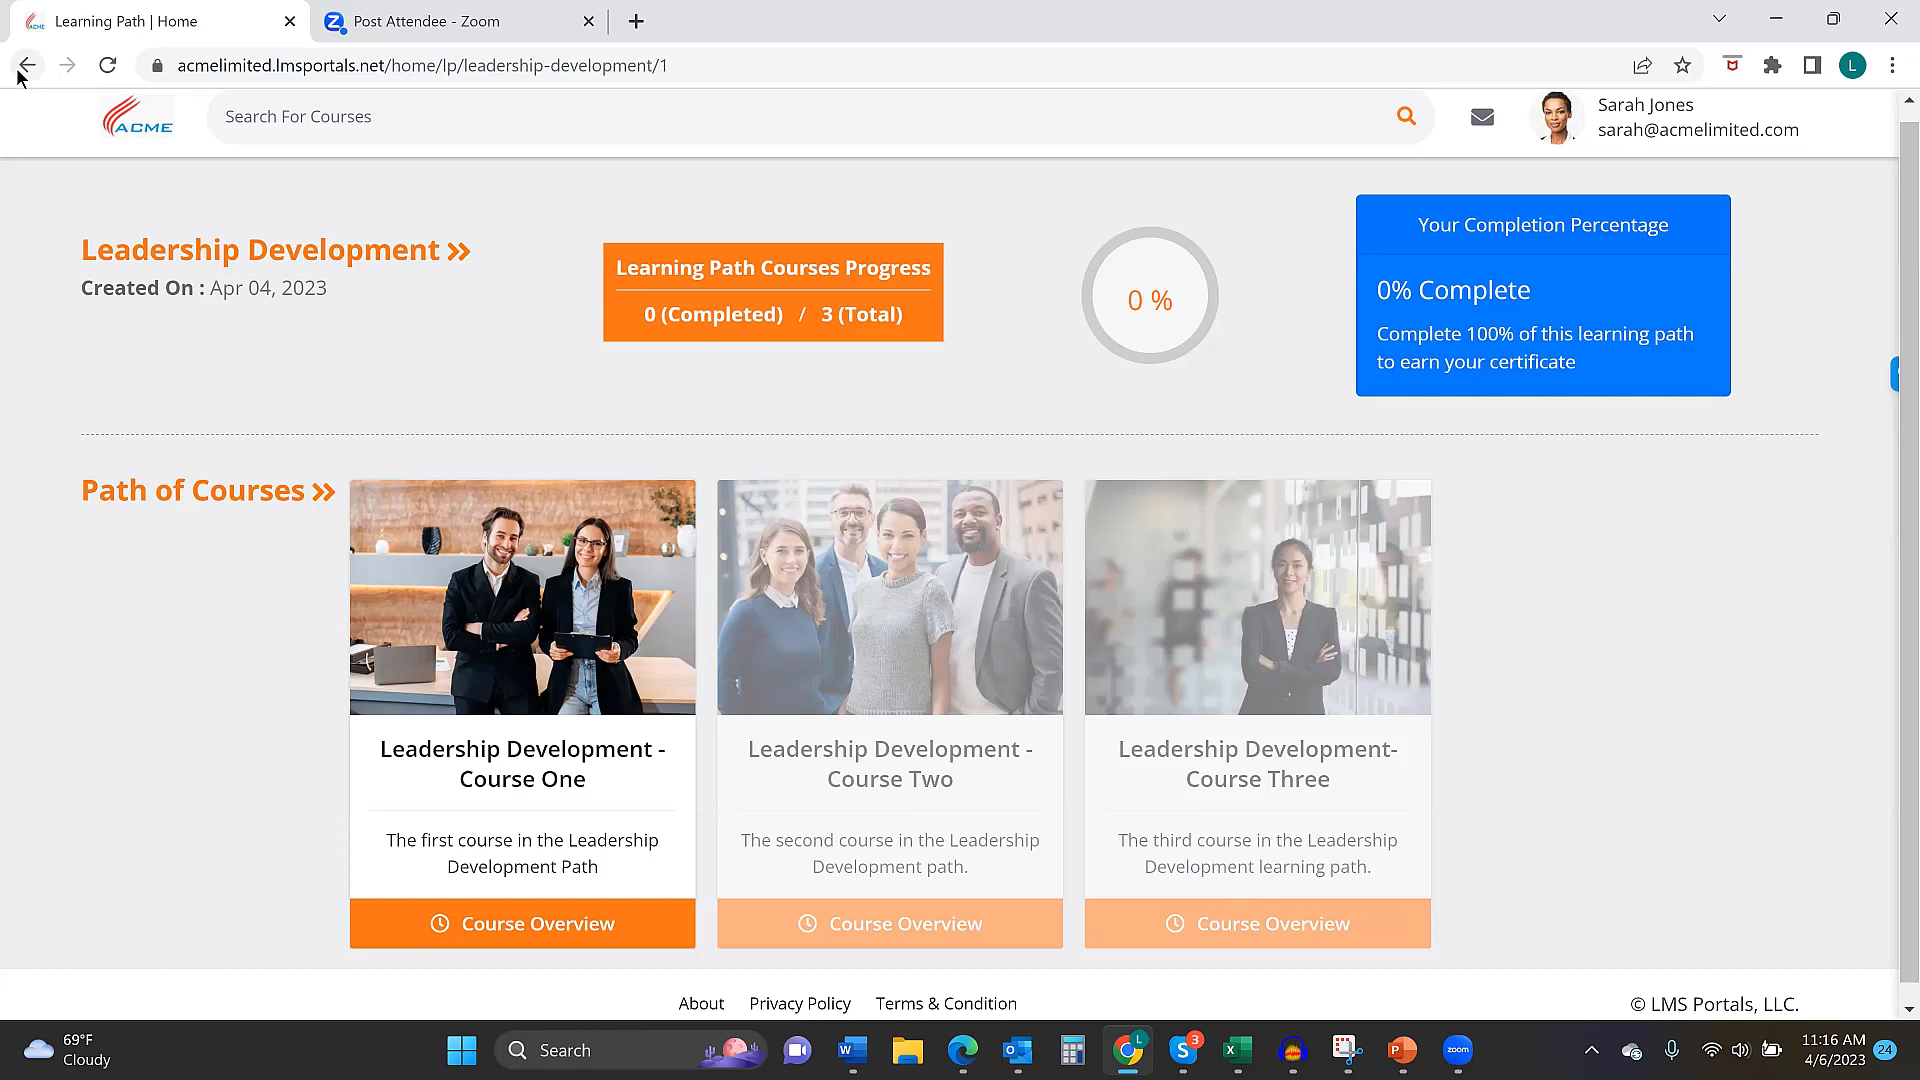 Learning Path | Home
Post Attendee - Zoom
acmelimited.lmsportals.net/home/lp/leadership-development/1
L
ACME
Search For Courses
Sarah Jones
sarah@acmelimited.com
Leadership Development
Created On : Apr 04, 2023
Learning Path Courses Progress
0 (Completed) / 3 (Total)
0 %
Your Completion Percentage
0% Complete
Complete 100% of this learning path
to earn your certificate
Path of Courses
Leadership Development -
Course One
The first course in the Leadership
Development Path
Course Overview
Leadership Development -
Course Two
The second course in the Leadership
Development path.
Course Overview
Leadership Development-
Course Three
The third course in the Leadership
Development learning path.
Course Overview
About Privacy Policy Terms & Condition
© LMS Portals, LLC.
69°F
Cloudy
Search
3
zoom
11:16 AM
4/6/2023
24